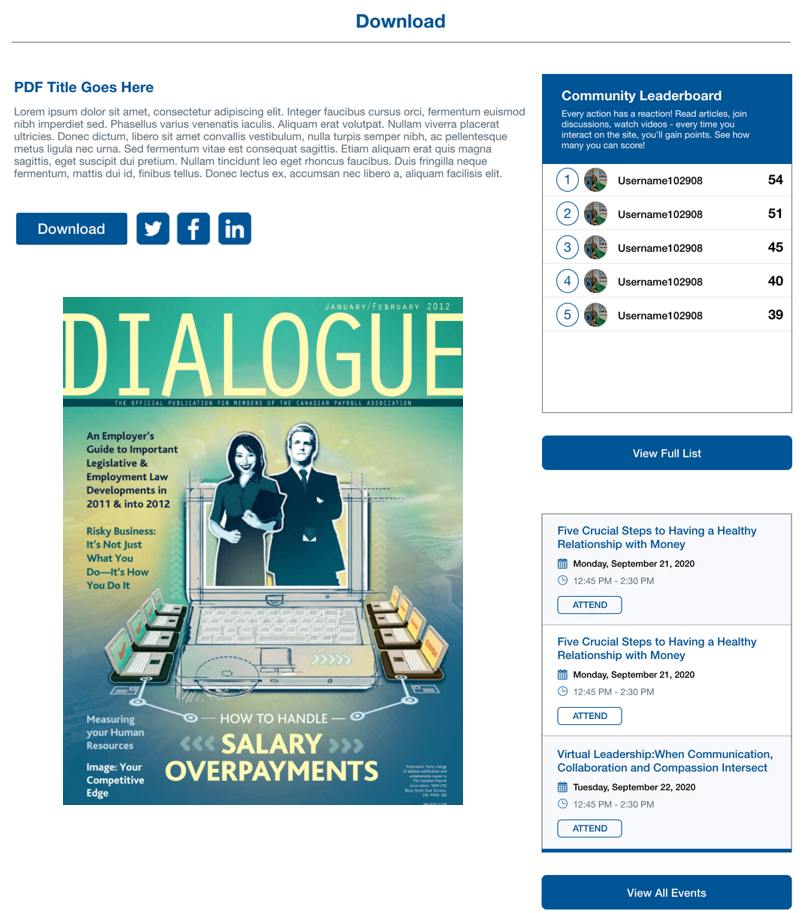 Download
PDF Title Goes Here
Lorem ipsum dolor sit amet, consectetur adipiscing elit. Integer faucibus cursus orci, fermentum euismod
nibh imperdiet sed. Phasellus varius venenatis iaculis. Aliquam erat volutpat. Nullam viverra placerat
ultricies. Donec dictum, libero sit amet convallis vestibulum, nulla turpis semper nibh, ac pellentesque
metus ligula nec urna. Sed fermentum vitae est consequat sagittis. Etiam aliquam erat quis magna
sagittis, eget suscipit dui pretium. Nullam tincidunt leo eget rhoncus faucibus. Duis fringilla neque
fermentum, mattis dui id, finibus tellus. Donec lectus ex, accumsan nec libero a, aliquam facilisis elit.
Download
f
in
JANUARY/FEBRUARY 2012
DIALOGUE
THE OFFICIAL PUBLICATION FOR MEMBERS OF THE CANADIAN PAYROLL ASSOCIATION
An Employer's
Guide to Important
Legislative &
Employment Law
Developments in
2011 & into 2012
Risky Business:
It's Not Just
What You
Do—It's How
You Do It
Measuring
your Human
Resources
Image: Your
Competitive
Edge
HOW TO HANDLE
SALARY
OVERPAYMENTS
Community Leaderboard
Every action has a reaction! Read articles, join
discussions, watch videos - every time you
interact on the site, you'll gain points. See how
many you can score!
1 Username102908 54
2 Username102908 51
3 Username102908 45
4 Username102908 40
5 Username102908 39
View Full List
Five Crucial Steps to Having a Healthy
Relationship with Money
Monday, September 21, 2020
12:45 PM - 2:30 PM
ATTEND
Five Crucial Steps to Having a Healthy
Relationship with Money
Monday, September 21, 2020
12:45 PM - 2:30 PM
ATTEND
Virtual Leadership:When Communication,
Collaboration and Compassion Intersect
Tuesday, September 22, 2020
12:45 PM - 2:30 PM
ATTEND
View All Events